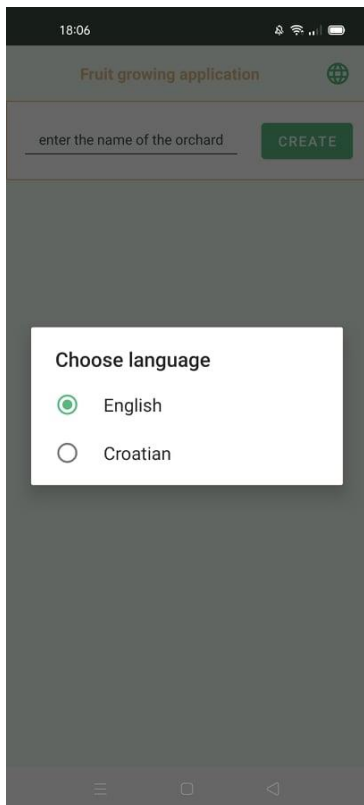 18:06
Fruit growing application
enter the name of the orchard
CREATE
Choose language
English
Croatian